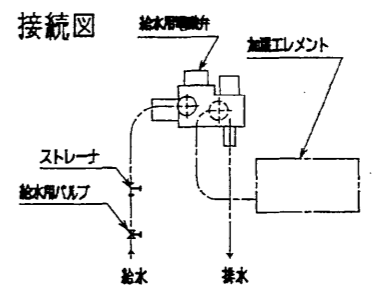 接続図
給水用電動弁
加湿エレメント
ストレーナ
給水用バルブ
給水
排水